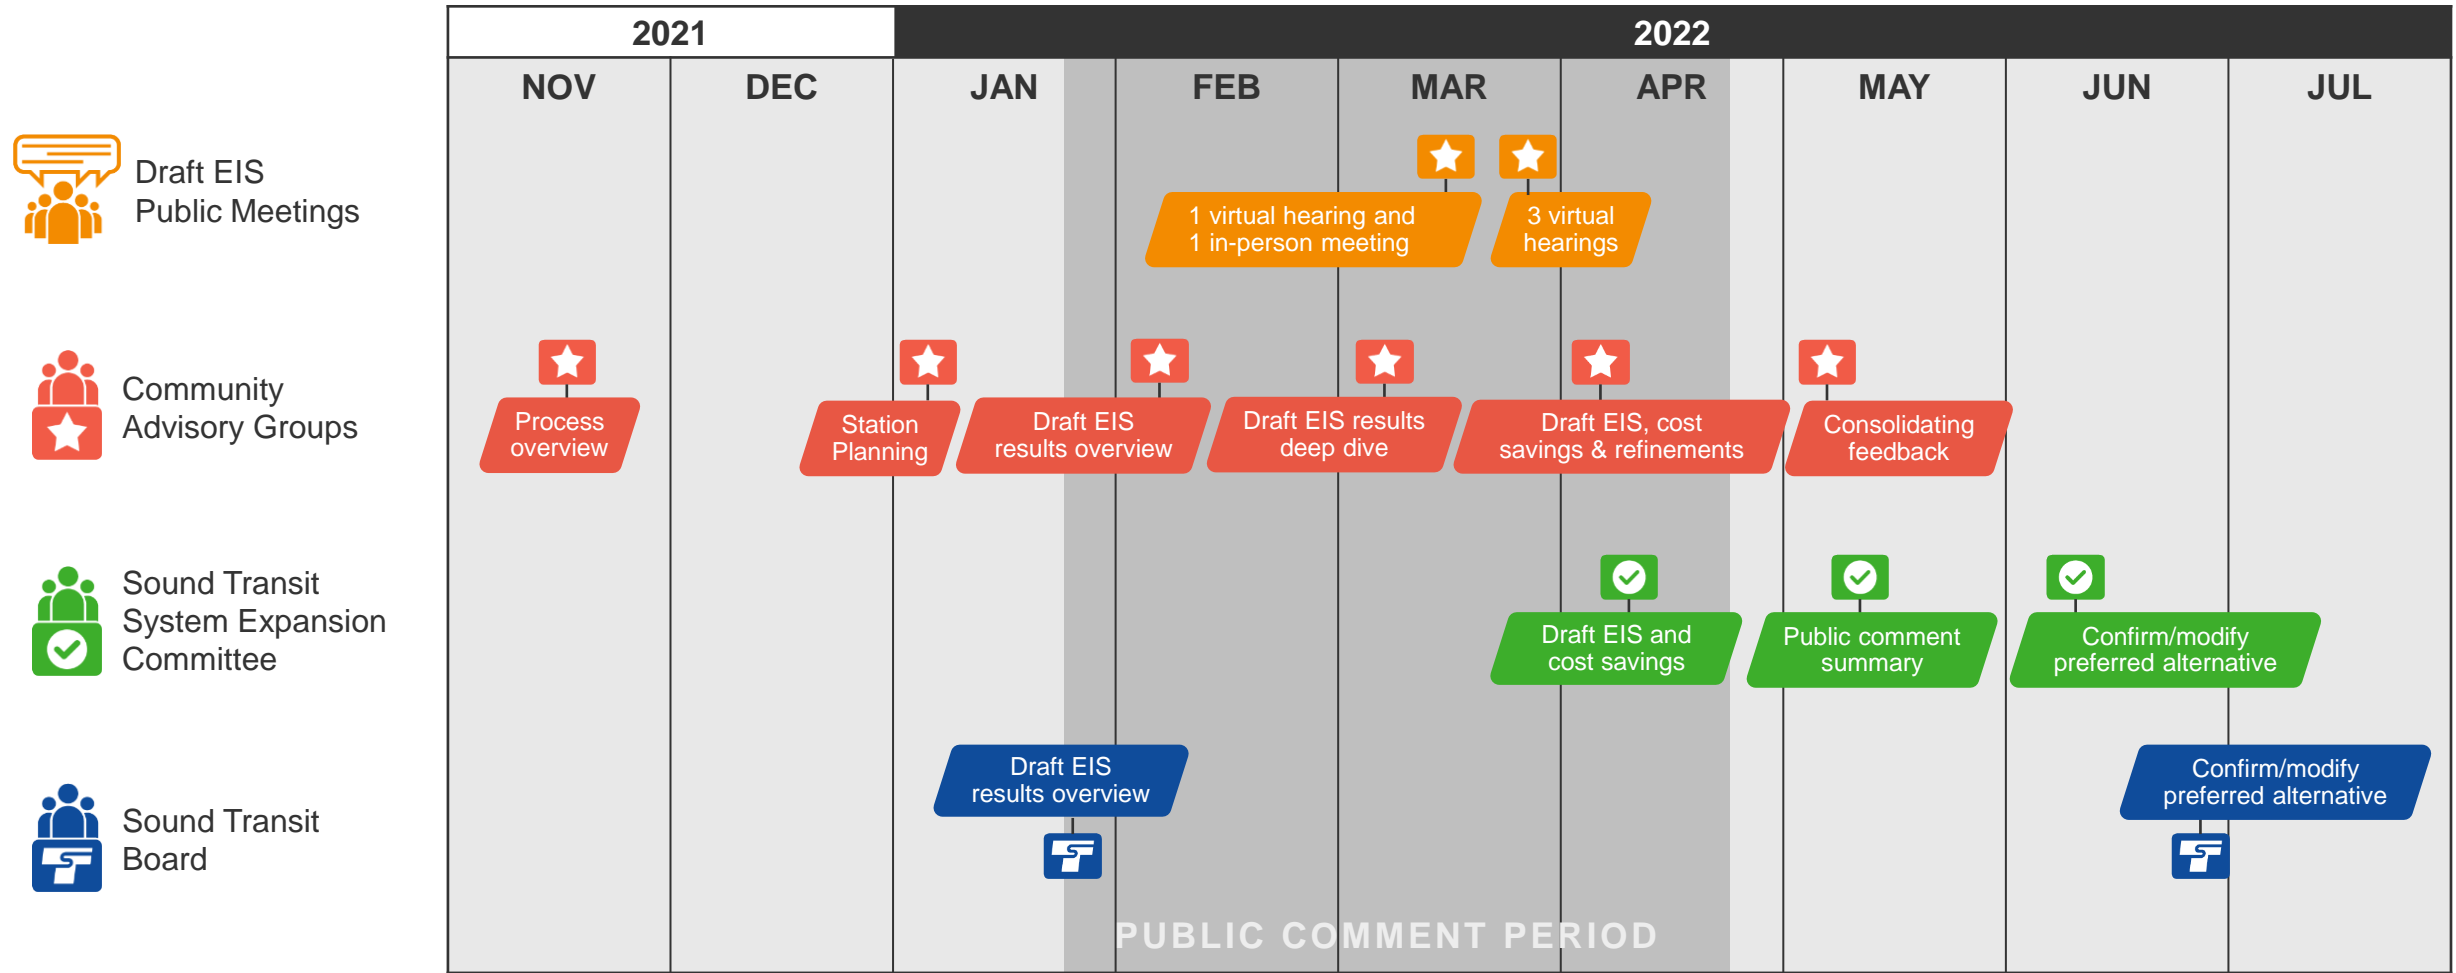 2021
2022
NOV
DEC
JAN
FEB
MAR
APR
MAY
JUN
JUL
Draft EIS
Public Meetings
1 virtual hearing and
1 in-person meeting
3 virtual
hearings
Community
Advisory Groups
Process
overview
Station
Planning
Draft EIS
results overview
Draft EIS results
deep dive
Draft EIS, cost
savings & refinements
Consolidating
feedback
Sound Transit
System Expansion
Committee
Draft EIS and
cost savings
Public comment
summary
Confirm/modify
preferred alternative
Sound Transit
Board
Draft EIS
results overview
Confirm/modify
preferred alternative
PUBLIC COMMENT PERIOD